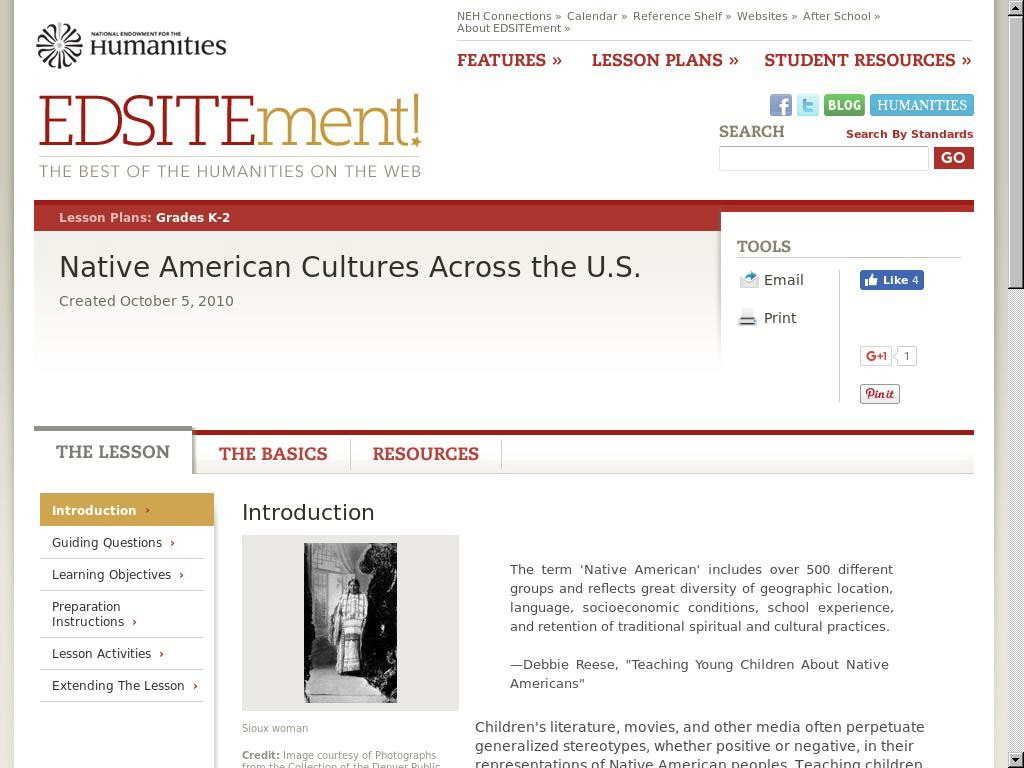 NEH Connections » Calendar » Reference Shelf » Websites » After School »
About EDSITEment »
NATIONAL ENDOWMENT FOR THE
Humanities
FEATURES » LESSON PLANS » STUDENT RESOURCES »
EDSITEment!
THE BEST OF THE HUMANITIES ON THE WEB
f t BLOG HUMANITIES
SEARCH Search By Standards
GO
Lesson Plans: Grades K-2
Native American Cultures Across the U.S.
Created October 5, 2010
TOOLS
Email
Print
Like 4
G+1 1
Pin it
THE LESSON THE BASICS RESOURCES
Introduction ›
Guiding Questions ›
Learning Objectives ›
Preparation
Instructions ›
Lesson Activities ›
Extending The Lesson ›
Introduction
Sioux woman
Credit: Image courtesy of Photographs
from the Collection of the Denver Public
The term 'Native American' includes over 500 different
groups and reflects great diversity of geographic location,
language, socioeconomic conditions, school experience,
and retention of traditional spiritual and cultural practices.
—Debbie Reese, "Teaching Young Children About Native
Americans"
Children's literature, movies, and other media often perpetuate
generalized stereotypes, whether positive or negative, in their
representations of Native American peoples. Teaching children